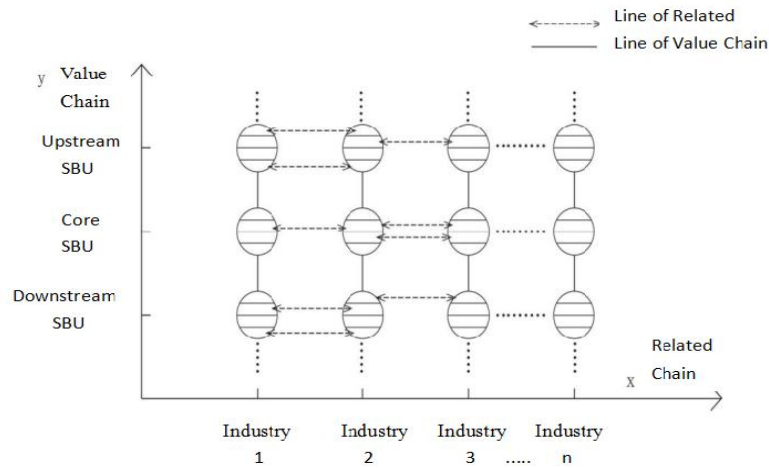 Line of Related
Line of Value Chain
y Value
Chain
Upstream
SBU
Core
SBU
Downstream
SBU
Related
x Chain
Industry Industry Industry Industry
1 2 3 ..... n